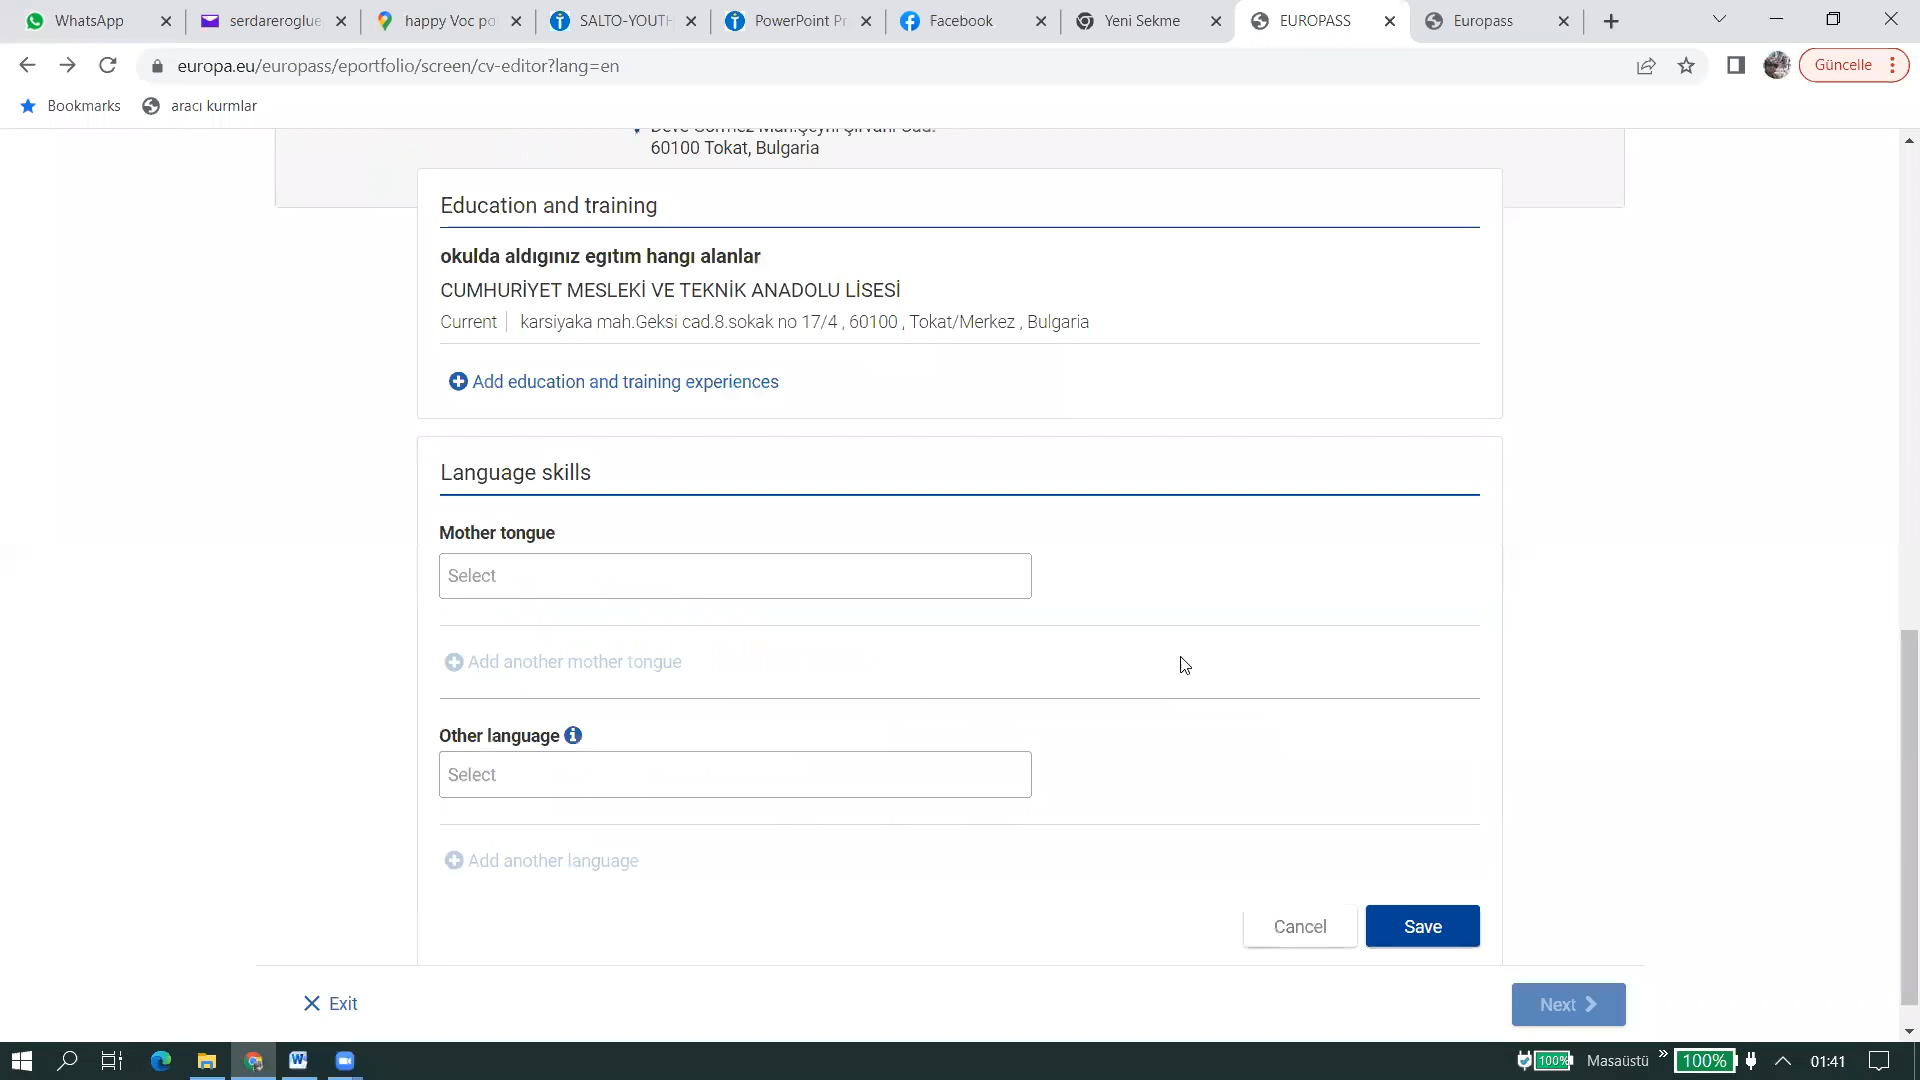 WhatsApp
serdareroglue
happy Voc po
SALTO-YOUTH
PowerPoint Pr
Facebook
Yeni Sekme
EUROPASS
Europass
europa.eu/europass/eportfolio/screen/cv-editor?lang=en
Güncelle
Bookmarks
aracı kurmlar
60100 Tokat, Bulgaria
Education and training
okulda aldıgınız egıtım hangı alanlar
CUMHURİYET MESLEKİ VE TEKNİK ANADOLU LİSESİ
Current
karsiyaka mah.Geksi cad.8.sokak no 17/4 , 60100 , Tokat/Merkez , Bulgaria
Add education and training experiences
Language skills
Mother tongue
Select
Add another mother tongue
Other language
Select
Add another language
Cancel
Save
Exit
Next
100%
Masaüstü
100%
01:41